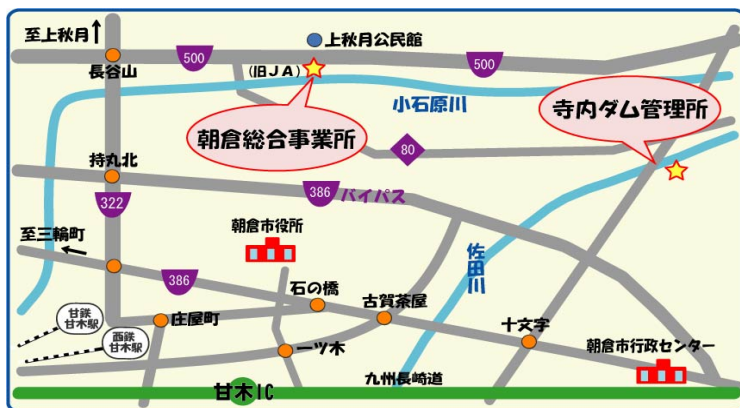 至上秋月
上秋月公民館
500
500
長谷山
(旧JA)
小石原川
朝倉総合事業所
寺内ダム管理所
80
持丸北
322
386
バイパス
至三輪町
朝倉市役所
佐田川
386
石の橋
古賀茶屋
甘鉄
甘木駅
西鉄
甘木駅
庄屋町
一ツ木
十文字
朝倉市行政センター
九州長崎道
甘木IC